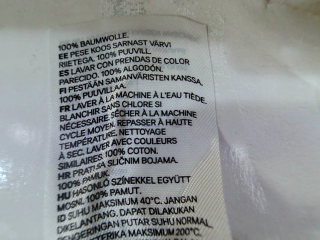 100% BAUMWOLLE.
EE PESE KOOS SARNAST VÄRVI
RIIETEGA. 100% PUUVILL.
ES LAVAR CON PRENDAS DE COLOR
PARECIDO. 100% ALGODÓN.
FI PESTÄÄN SAMANVÄRISTEN KANSSA.
100% PUUVILLAA.
FR LAVER À LA MACHINE À L'EAU TIÈDE.
BLANCHIR SANS CHLORE SI
NÉCESSAIRE. SÉCHER À LA MACHINE
CYCLE MOYEN. REPASSER À HAUTE
TEMPÉRATURE. NETTOYAGE
À SEC. LAVER AVEC COULEURS
SIMILAIRES. 100% COTON.
HR PRATI SA SLIČNIM BOJAMA.
100% PAMUK.
HU HASONLÓ SZÍNEKKEL EGYÜTT
MOSNI. 100% PAMUT.
ID SUHU MAKSIMUM 40°C. JANGAN
DIKELANTANG. DAPAT DILAKUKAN
PENGERINGAN PUTAR SUHU NORMAL.
MAKSIMUM 200°C.